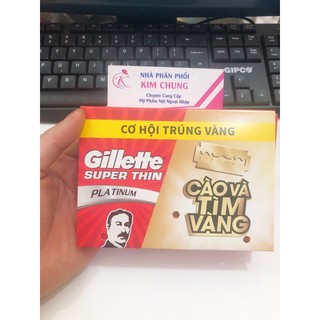 GIPCO
NHÀ PHÂN PHỐI
KIM CHUNG
Chuyên Cung Cấp
Mỹ Phẩm Nội Ngoại Nhập
CƠ HỘI TRÚNG VÀNG
Gillette
SUPER THIN
PLATINUM
CÀO VÀ
TÌM
VÀNG